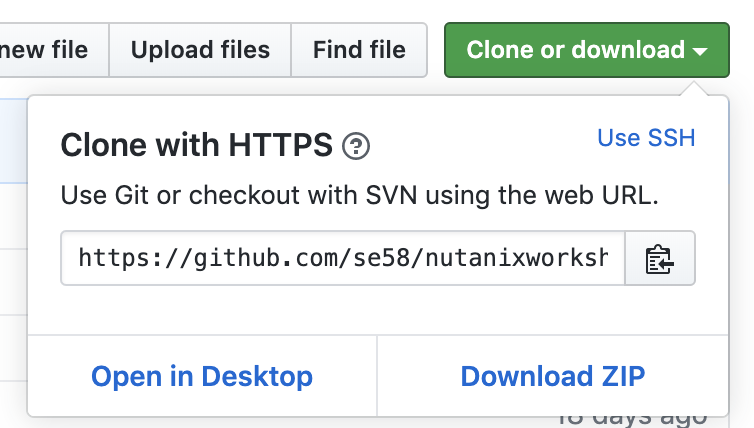 new file
Upload files
Find file
Clone or download
Clone with HTTPS ?
Use SSH
Use Git or checkout with SVN using the web URL.
https://github.com/se58/nutanixworksh
Open in Desktop
Download ZIP
18 days ago